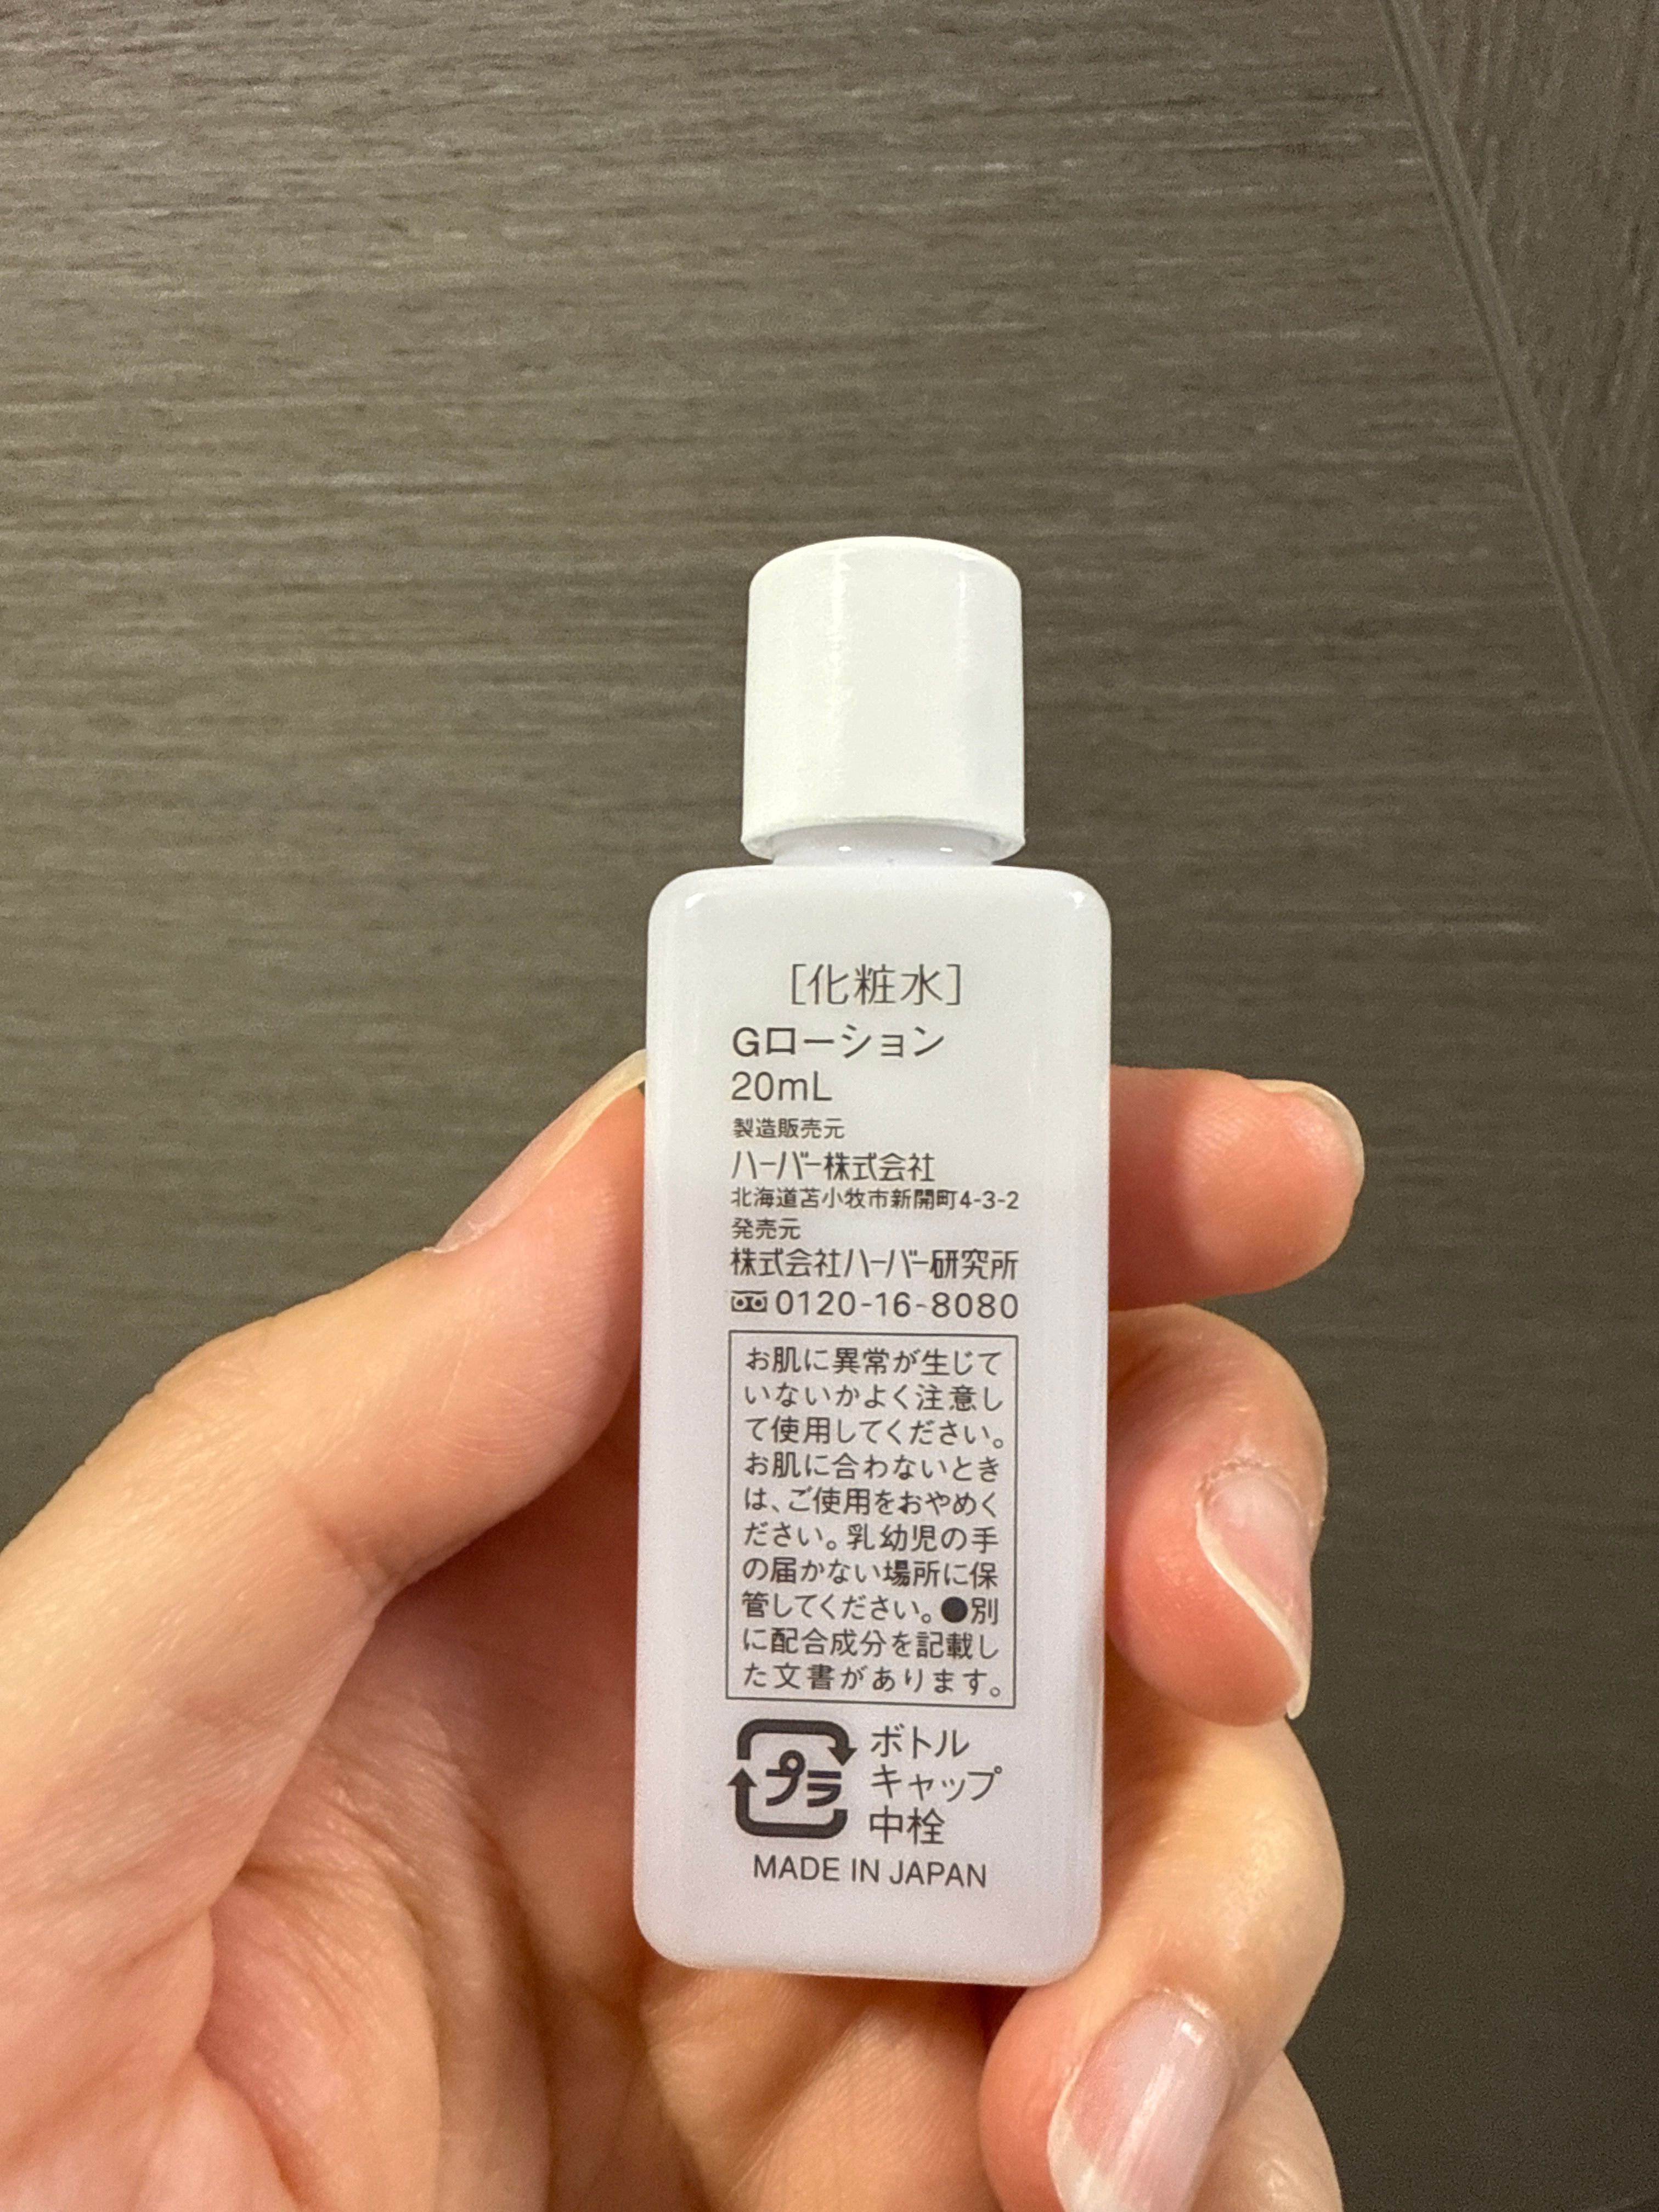 ［化粧水］
Gローション
20mL
製造販売元
ハーバー株式会社
北海道苫小牧市新開町4-3-2
発売元
株式会社ハーバー研究所
0120-16-8080
お肌に異常が生じて
いないかよく注意し
て使用してください。
お肌に合わないとき
は、ご使用をおやめく
ださい。乳幼児の手
の届かない場所に保
管してください。●別
に配合成分を記載し
た文書があります。
プラ
ボトル
キャップ
中栓
MADE IN JAPAN